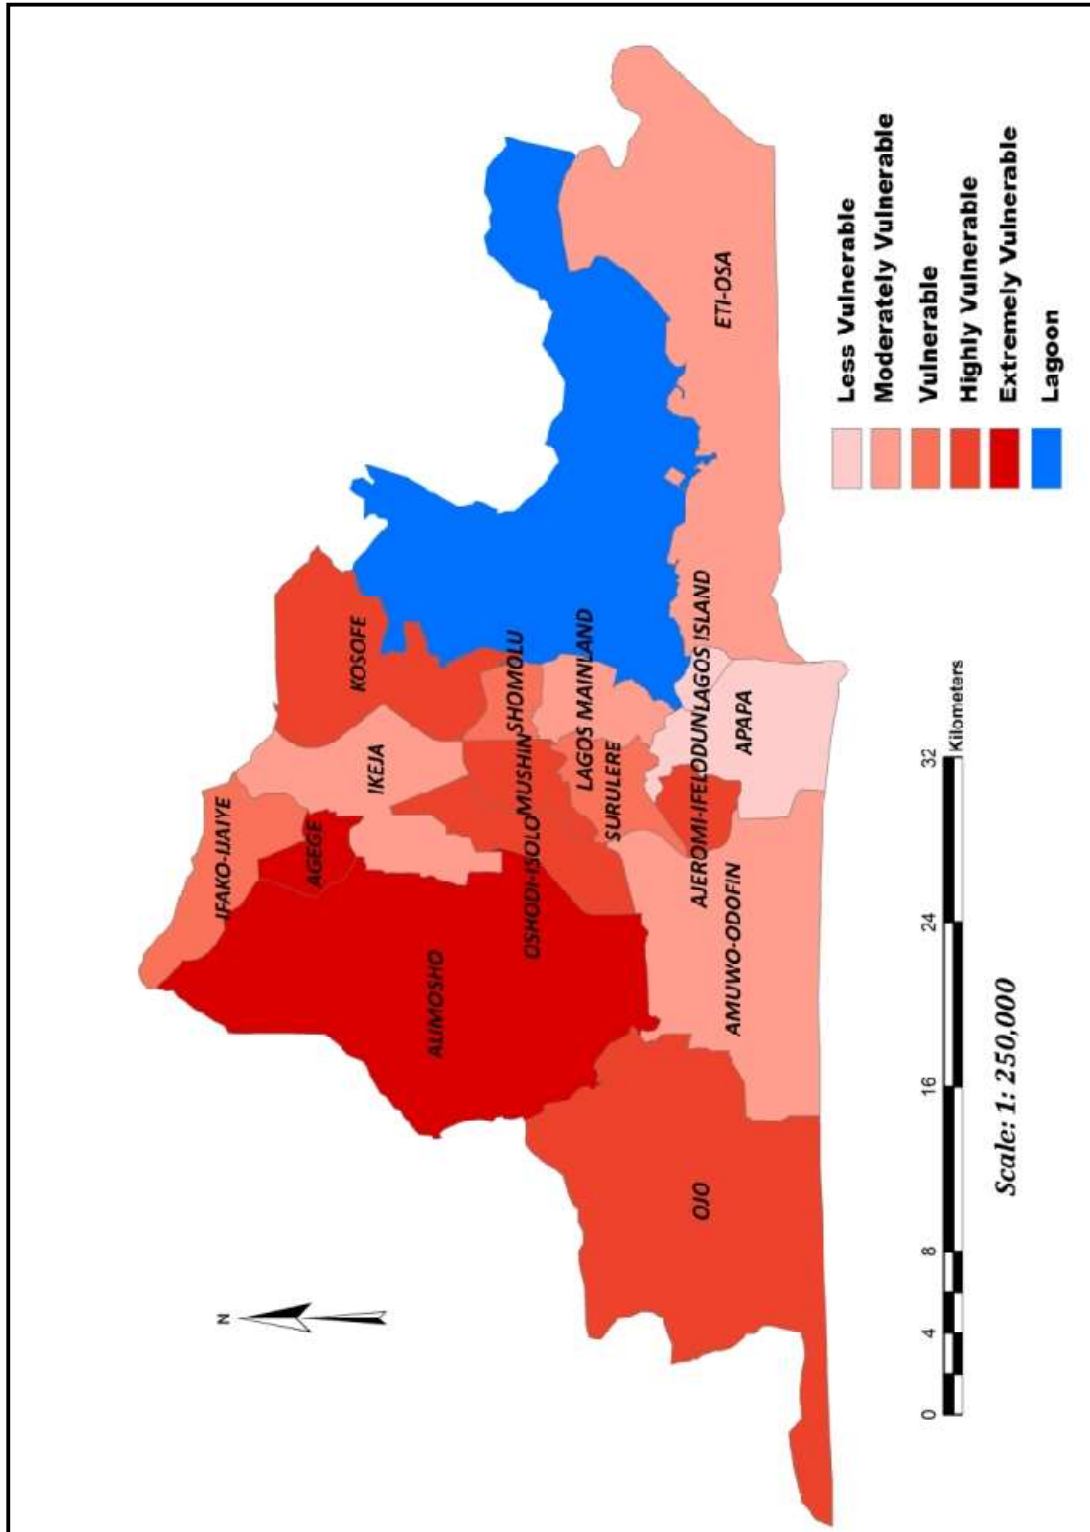 N
IFAKO-IJAIYE
AGEGE
IKEJA
KOSOFE
ALIMOSHO
OSHODI-ISOLO
MUSHIN
SHOMOLU
LAGOS MAINLAND
SURULERE
OJO
AMUWO-ODOFIN
AJEROMI-IFELODUN
LAGOS ISLAND
APAPA
ETI-OSA
Less Vulnerable
Moderately Vulnerable
Vulnerable
Highly Vulnerable
Extremely Vulnerable
Lagoon
0 4 8 16 24 32
Kilometers
Scale: 1: 250,000